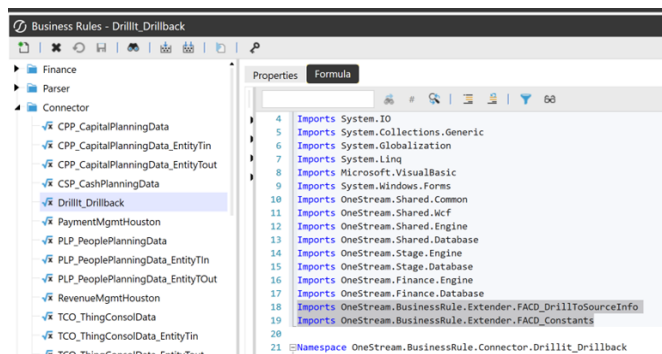 Business Rules - DrillIt_Drillback
Finance
Parser
Connector
CPP_CapitalPlanningData
CPP_CapitalPlanningData_EntityTin
CPP_CapitalPlanningData_EntityTout
CSP_CashPlanningData
DrillIt_Drillback
PaymentMgmtHouston
PLP_PeoplePlanningData
PLP_PeoplePlanningData_EntityTIn
PLP_PeoplePlanningData_EntityTOut
RevenueMgmtHouston
TCO_ThingConsolData
TCO_ThingConsolData_EntityTin
TCO_ThingConsolData_EntityTout
Properties Formula
4 Imports System.IO
5 Imports System.Collections.Generic
6 Imports System.Globalization
7 Imports System.Linq
8 Imports Microsoft.VisualBasic
9 Imports System.Windows.Forms
10 Imports OneStream.Shared.Common
11 Imports OneStream.Shared.Wcf
12 Imports OneStream.Shared.Engine
13 Imports OneStream.Shared.Database
14 Imports OneStream.Stage.Engine
15 Imports OneStream.Stage.Database
16 Imports OneStream.Finance.Engine
17 Imports OneStream.Finance.Database
18 Imports OneStream.BusinessRule.Extender.FACD_DrillToSourceInfo
19 Imports OneStream.BusinessRule.Extender.FACD_Constants
20
21 Namespace OneStream.BusinessRule.Connector.Drillit_Drillback